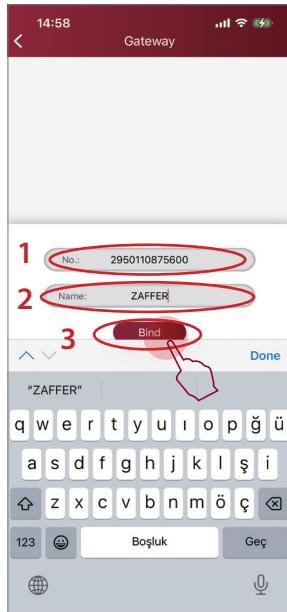 14:58
Gateway
1 No.: 2950110875600
2 Name: ZAFFER
3 Bind
Done
"ZAFFER"
q w e r t y u ı o p ğ ü
a s d f g h j k l ş i
z x c v b n m ö ç
123 Boşluk Geç